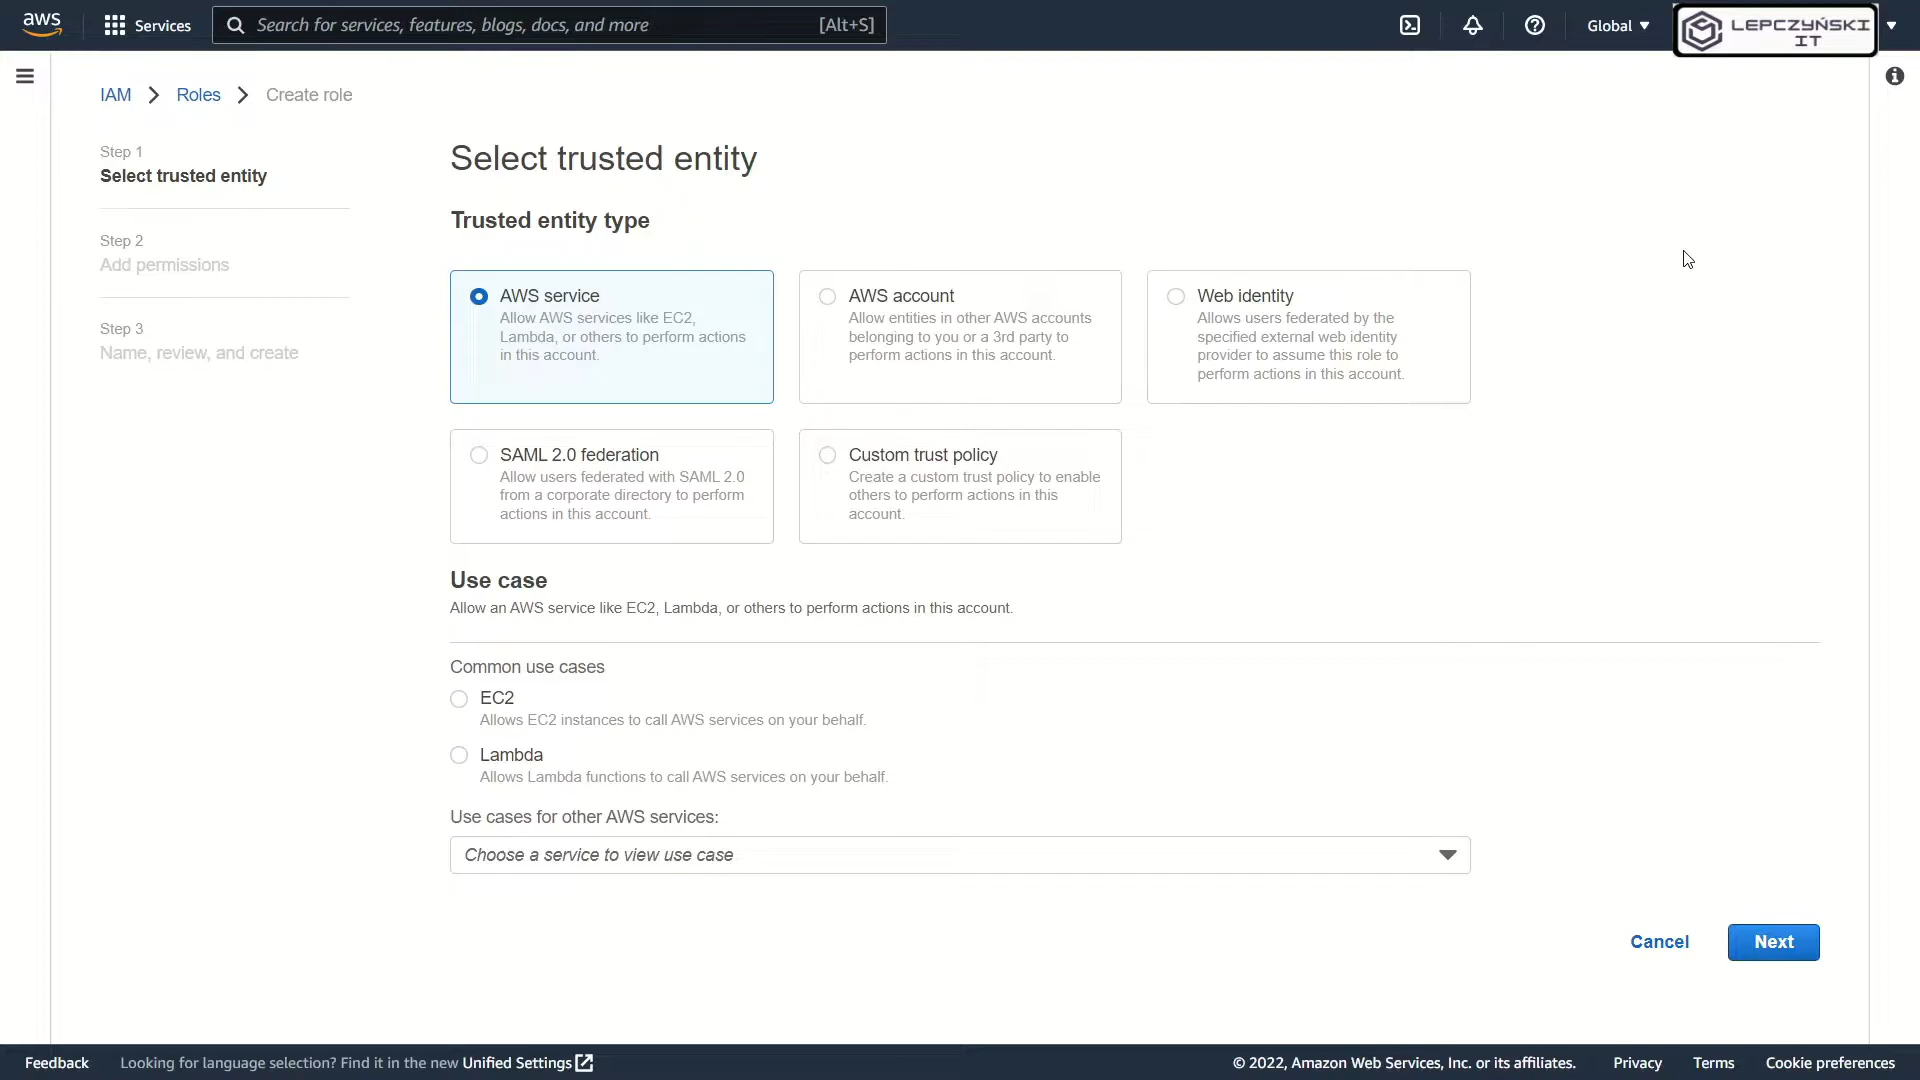 aws
Services
Search for services, features, blogs, docs, and more
[Alt+S]
Global
LEPCZYŃSKI
IT
IAM
Roles
Create role
Step 1
Select trusted entity
Step 2
Add permissions
Step 3
Name, review, and create
Select trusted entity
Trusted entity type
AWS service
Allow AWS services like EC2,
Lambda, or others to perform actions
in this account.
AWS account
Allow entities in other AWS accounts
belonging to you or a 3rd party to
perform actions in this account.
Web identity
Allows users federated by the
specified external web identity
provider to assume this role to
perform actions in this account.
SAML 2.0 federation
Allow users federated with SAML 2.0
from a corporate directory to perform
actions in this account.
Custom trust policy
Create a custom trust policy to enable
others to perform actions in this
account.
Use case
Allow an AWS service like EC2, Lambda, or others to perform actions in this account.
Common use cases
EC2
Allows EC2 instances to call AWS services on your behalf.
Lambda
Allows Lambda functions to call AWS services on your behalf.
Use cases for other AWS services:
Choose a service to view use case
Cancel
Next
Feedback
Looking for language selection? Find it in the new Unified Settings
© 2022, Amazon Web Services, Inc. or its affiliates.
Privacy
Terms
Cookie preferences